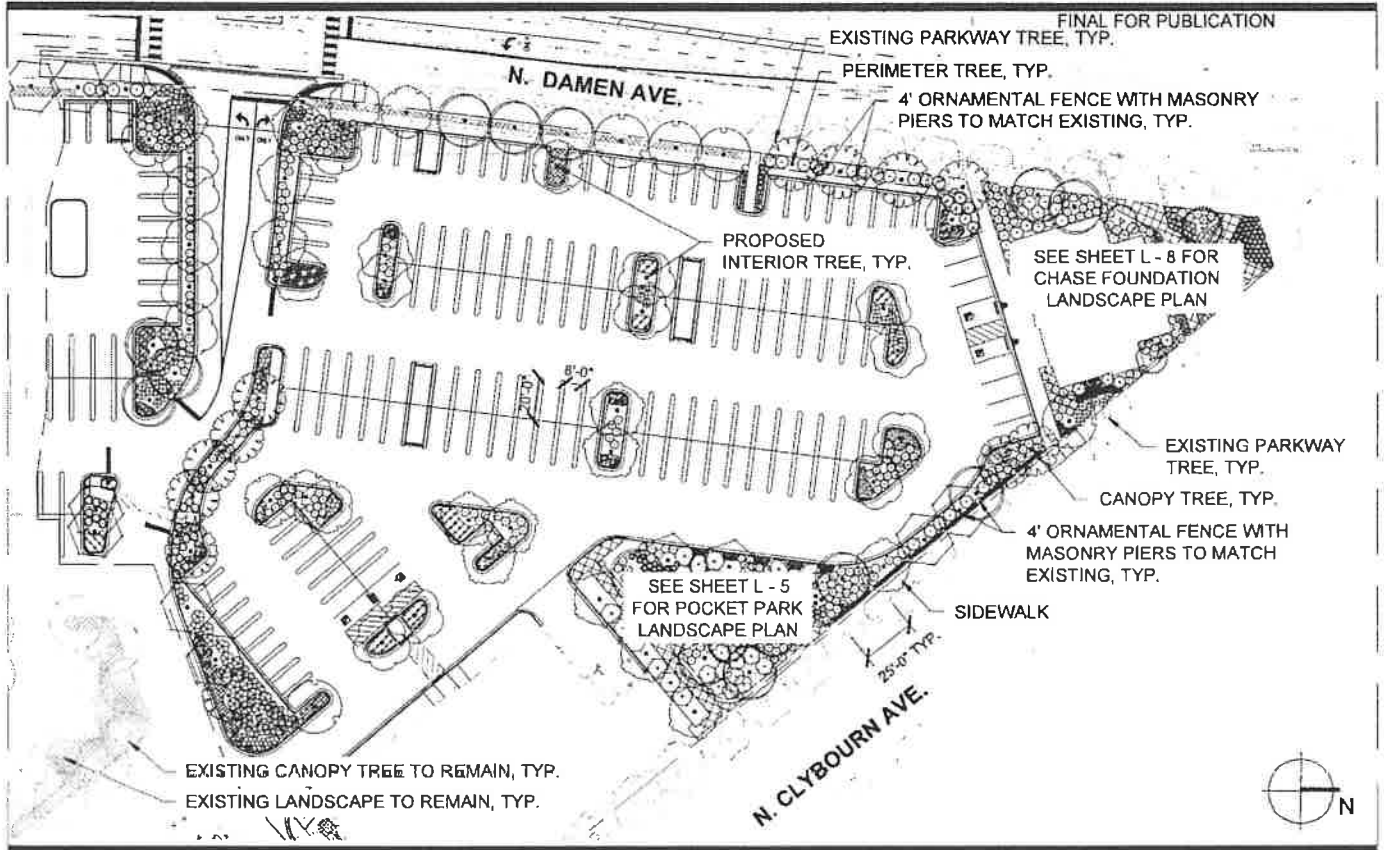 FINAL FOR PUBLICATION
EXISTING PARKWAY TREE, TYP.
N. DAMEN AVE.
PERIMETER TREE, TYP.
4' ORNAMENTAL FENCE WITH MASONRY
PIERS TO MATCH EXISTING, TYP.
PROPOSED
INTERIOR TREE, TYP.
SEE SHEET L - 8 FOR
CHASE FOUNDATION
LANDSCAPE PLAN
8'-0"
EXISTING PARKWAY
TREE, TYP.
CANOPY TREE, TYP.
4' ORNAMENTAL FENCE WITH
MASONRY PIERS TO MATCH
EXISTING, TYP.
SEE SHEET L - 5
FOR POCKET PARK
LANDSCAPE PLAN
SIDEWALK
25'-0" TYP.
N. CLYBOURN AVE.
EXISTING CANOPY TREE TO REMAIN, TYP.
EXISTING LANDSCAPE TO REMAIN, TYP.
N